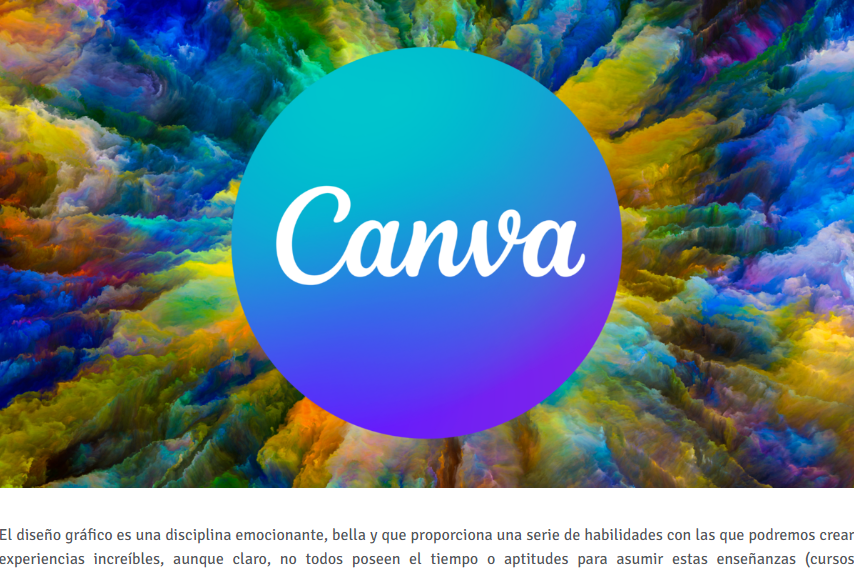 Canva
El diseño gráfico es una disciplina emocionante, bella y que proporciona una serie de habilidades con las que podremos crear
experiencias increíbles, aunque claro, no todos poseen el tiempo o aptitudes para asumir estas enseñanzas (cursos